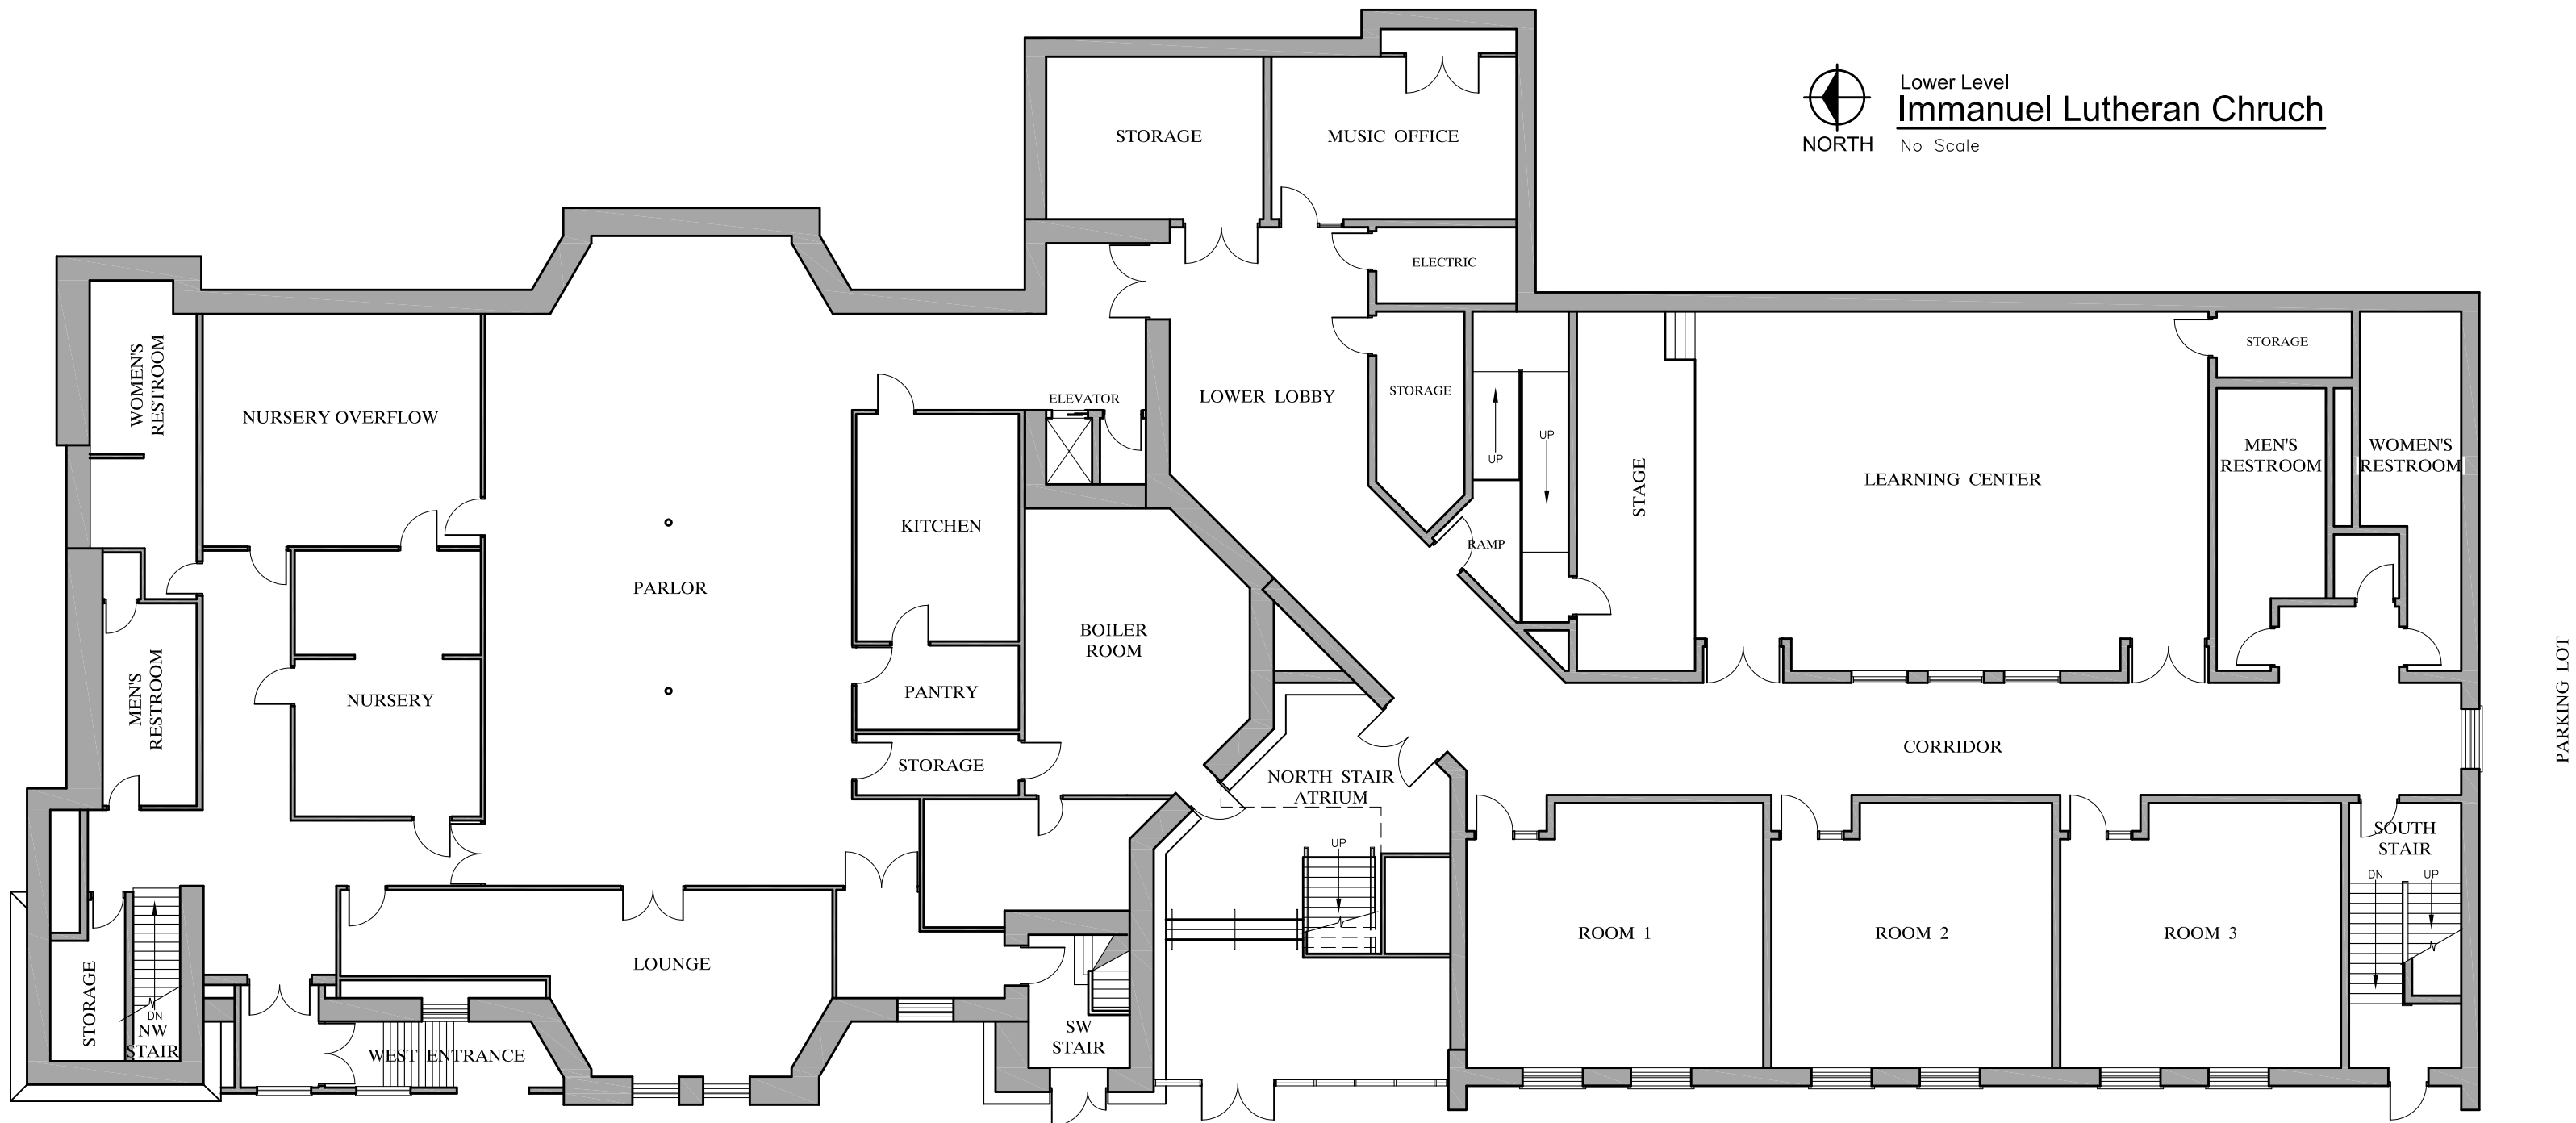 Lower Level
Immanuel Lutheran Chruch
No Scale
NORTH
STORAGE
MUSIC OFFICE
ELECTRIC
WOMEN'S
RESTROOM
NURSERY OVERFLOW
ELEVATOR
LOWER LOBBY
STORAGE
UP
UP
RAMP
STAGE
LEARNING CENTER
STORAGE
MEN'S
RESTROOM
WOMEN'S
RESTROOM
KITCHEN
PARLOR
BOILER
ROOM
MEN'S
RESTROOM
NURSERY
PANTRY
STORAGE
NORTH STAIR
ATRIUM
UP
CORRIDOR
PARKING LOT
SOUTH
STAIR
DN
UP
ROOM 1
ROOM 2
ROOM 3
LOUNGE
STORAGE
DN
NW
STAIR
WEST ENTRANCE
SW
STAIR